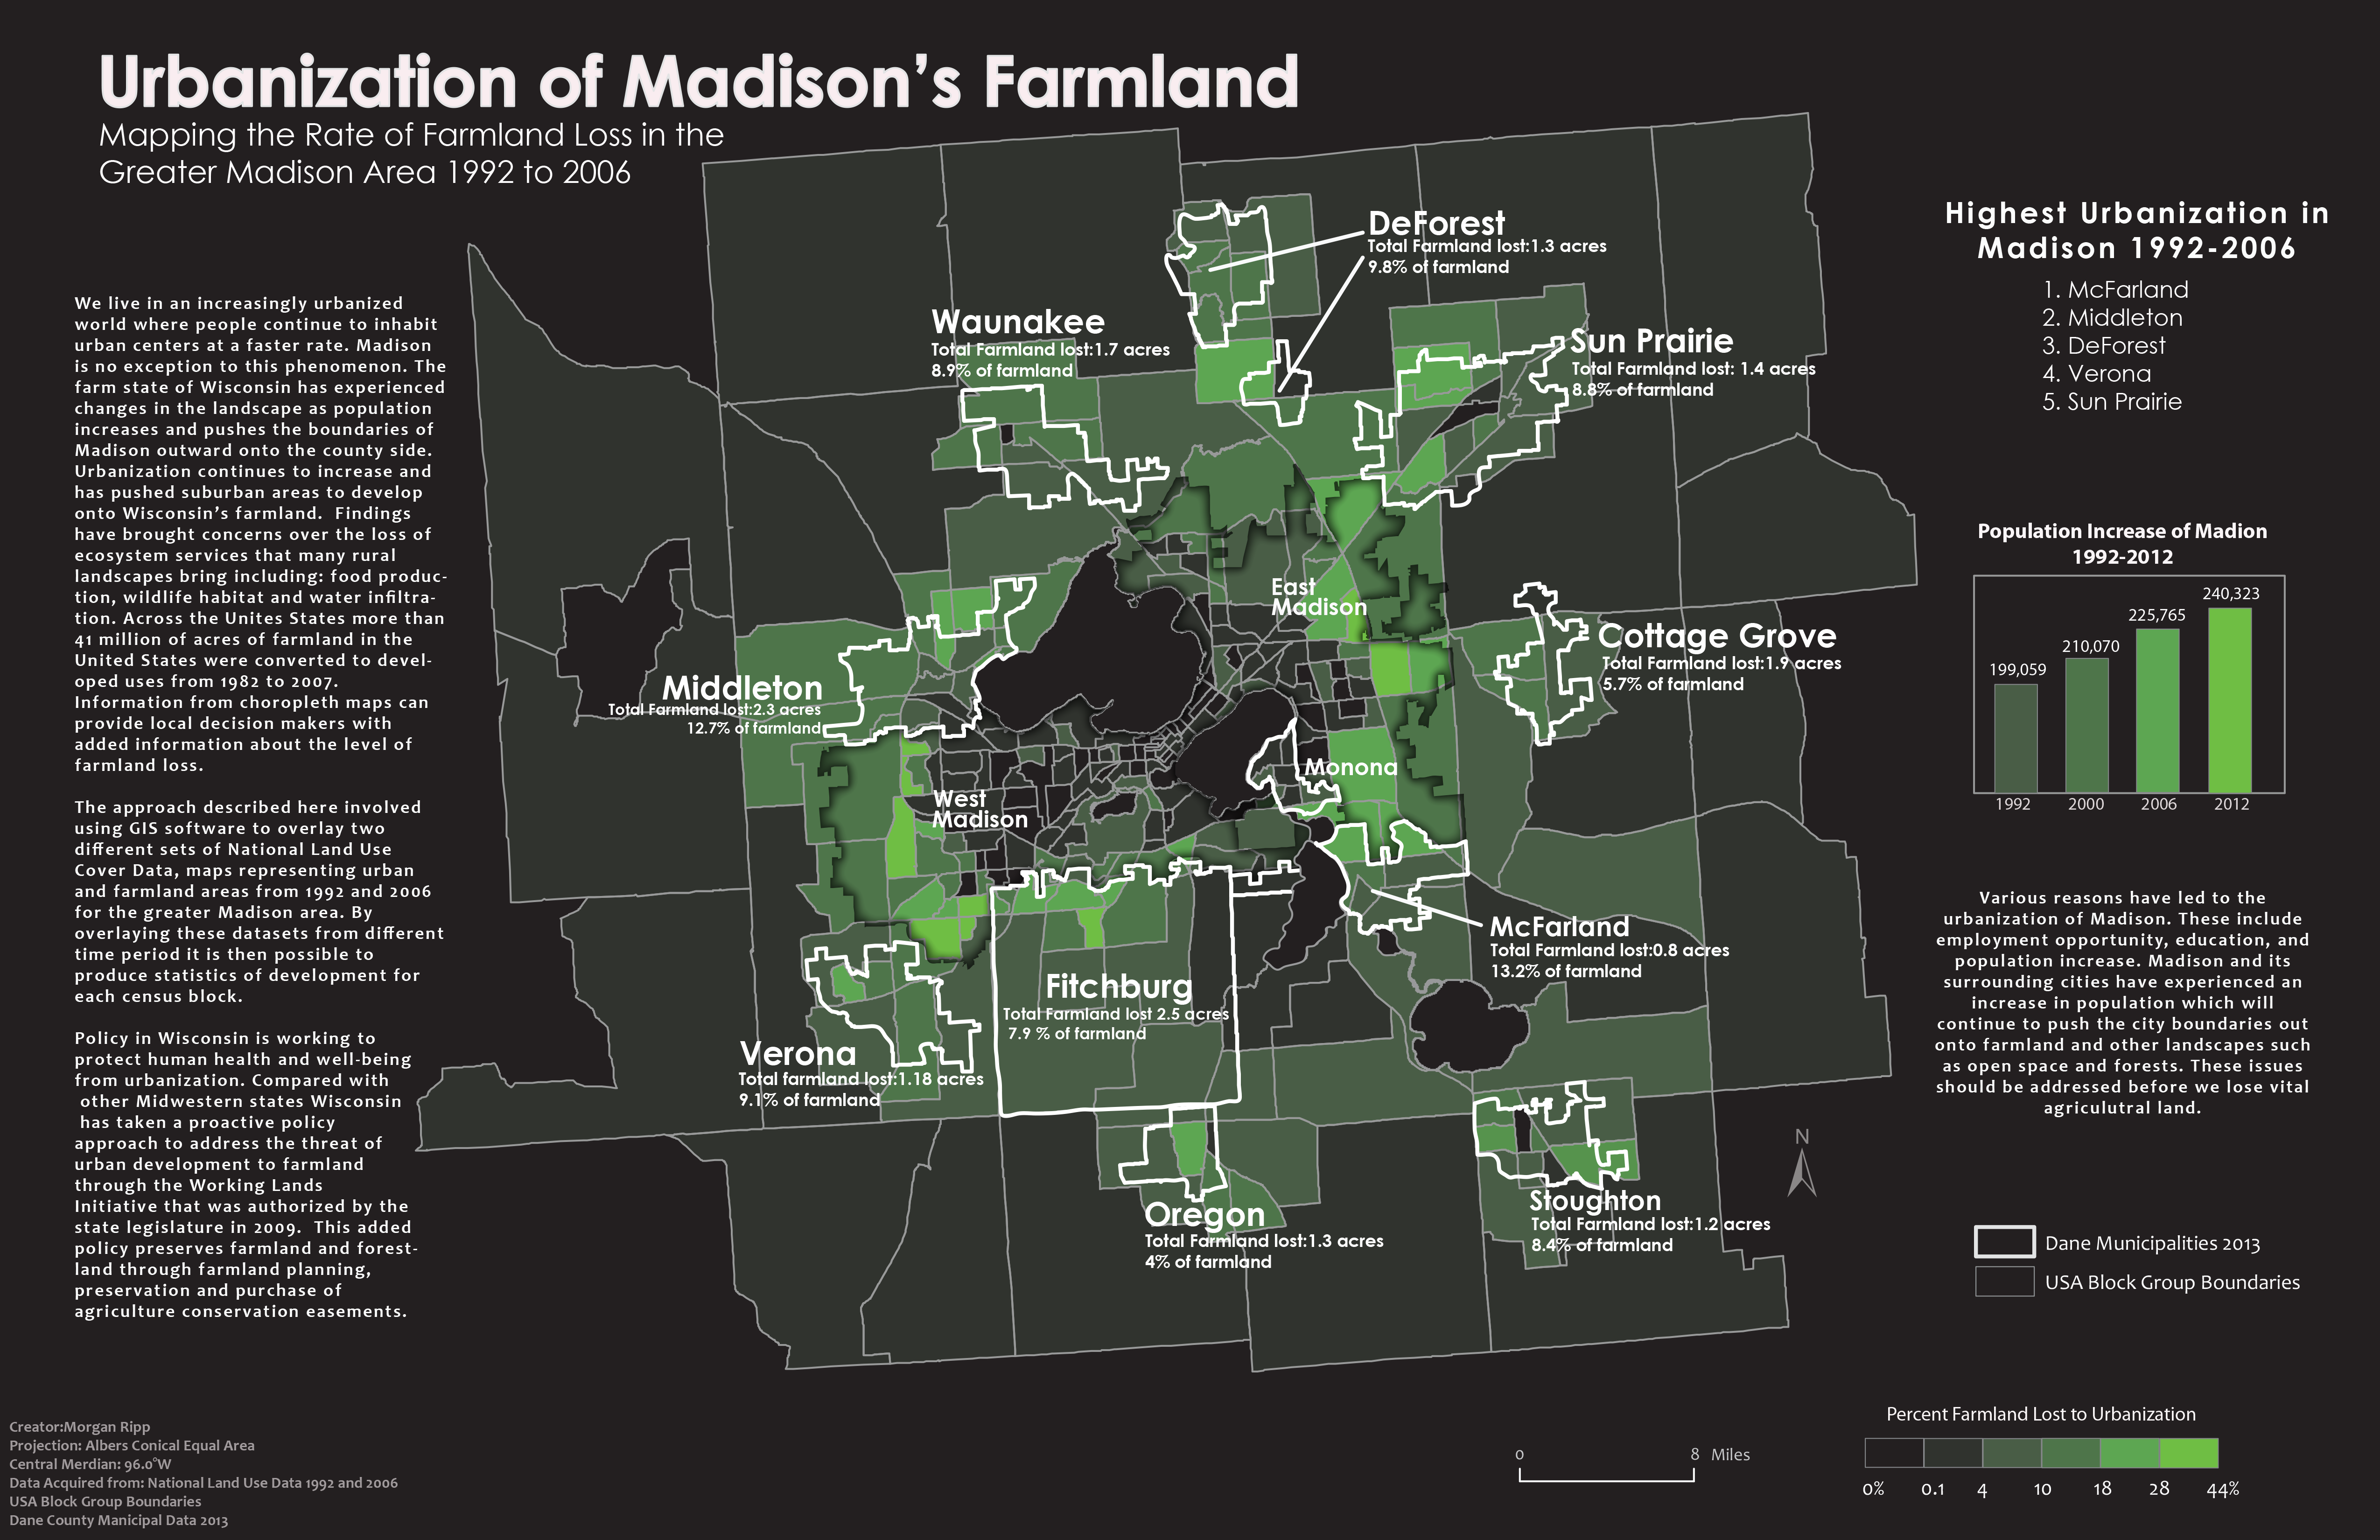 Urbanization of Madison's Farmland
Mapping the Rate of Farmland Loss in the
Greater Madison Area 1992 to 2006
We live in an increasingly urbanized
world where people continue to inhabit
urban centers at a faster rate. Madison
is no exception to this phenomenon. The
farm state of Wisconsin has experienced
changes in the landscape as population
increases and pushes the boundaries of
Madison outward onto the county side.
Urbanization continues to increase and
has pushed suburban areas to develop
onto Wisconsin's farmland.  Findings
have brought concerns over the loss of
ecosystem services that many rural
landscapes bring including: food produc-
tion, wildlife habitat and water infiltra-
tion. Across the Unites States more than
41 million of acres of farmland in the
United States were converted to devel-
oped uses from 1982 to 2007.
Information from choropleth maps can
provide local decision makers with
added information about the level of
farmland loss.
The approach described here involved
using GIS software to overlay two
different sets of National Land Use
Cover Data, maps representing urban
and farmland areas from 1992 and 2006
for the greater Madison area. By
overlaying these datasets from different
time period it is then possible to
produce statistics of development for
each census block.
Policy in Wisconsin is working to
protect human health and well-being
from urbanization. Compared with
other Midwestern states Wisconsin
has taken a proactive policy
approach to address the threat of
urban development to farmland
through the Working Lands
Initiative that was authorized by the
state legislature in 2009.  This added
policy preserves farmland and forest-
land through farmland planning,
preservation and purchase of
agriculture conservation easements.
DeForest
Total Farmland lost:1.3 acres
9.8% of farmland
Waunakee
Total Farmland lost:1.7 acres
8.9% of farmland
Sun Prairie
Total Farmland lost: 1.4 acres
8.8% of farmland
East
Madison
Cottage Grove
Total Farmland lost:1.9 acres
5.7% of farmland
Middleton
Total Farmland lost:2.3 acres
12.7% of farmland
Monona
West
Madison
McFarland
Total Farmland lost:0.8 acres
13.2% of farmland
Fitchburg
Total Farmland lost 2.5 acres
7.9 % of farmland
Verona
Total farmland lost:1.18 acres
9.1% of farmland
Oregon
Total Farmland lost:1.3 acres
4% of farmland
Stoughton
Total Farmland lost:1.2 acres
8.4% of farmland
Highest Urbanization in
Madison 1992-2006
1. McFarland
2. Middleton
3. DeForest
4. Verona
5. Sun Prairie
Population Increase of Madion
1992-2012
199,059
210,070
225,765
240,323
1992
2000
2006
2012
Various reasons have led to the
urbanization of Madison. These include
employment opportunity, education, and
population increase. Madison and its
surrounding cities have experienced an
increase in population which will
continue to push the city boundaries out
onto farmland and other landscapes such
as open space and forests. These issues
should be addressed before we lose vital
agriculutral land.
N
Dane Municipalities 2013
USA Block Group Boundaries
Percent Farmland Lost to Urbanization
0%
0.1
4
10
18
28
44%
0
8 Miles
Creator:Morgan Ripp
Projection: Albers Conical Equal Area
Central Merdian: 96.0°W
Data Acquired from: National Land Use Data 1992 and 2006
USA Block Group Boundaries
Dane County Manicipal Data 2013